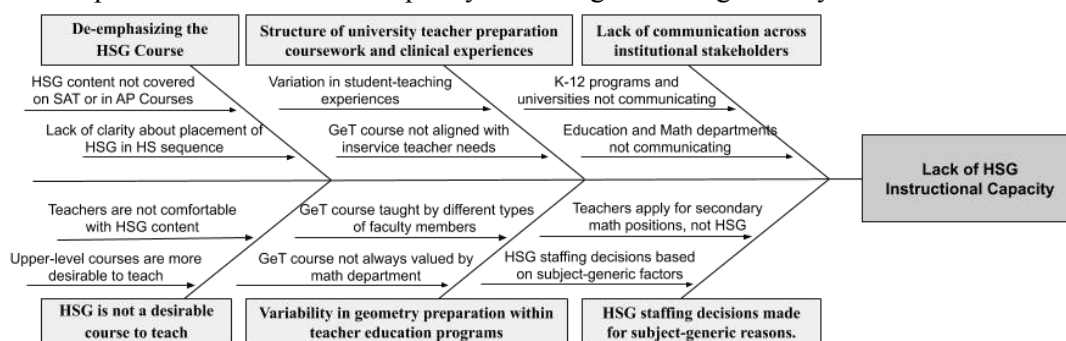 De-emphasizing the
HSG Course
Structure of university teacher preparation
coursework and clinical experiences
Lack of communication across
institutional stakeholders
HSG content not covered
on SAT or in AP Courses
Variation in student-teaching
experiences
K-12 programs and
universities not communicating
Lack of clarity about placement of
HSG in HS sequence
GeT course not aligned with
inservice teacher needs
Education and Math departments
not communicating
Lack of HSG
Instructional Capacity
Teachers are not comfortable
with HSG content
GeT course taught by different types
of faculty members
Teachers apply for secondary
math positions, not HSG
Upper-level courses are more
desirable to teach
GeT course not always valued by
math department
HSG staffing decisions based
on subject-generic factors
HSG is not a desirable
course to teach
Variability in geometry preparation within
teacher education programs
HSG staffing decisions made
for subject-generic reasons.